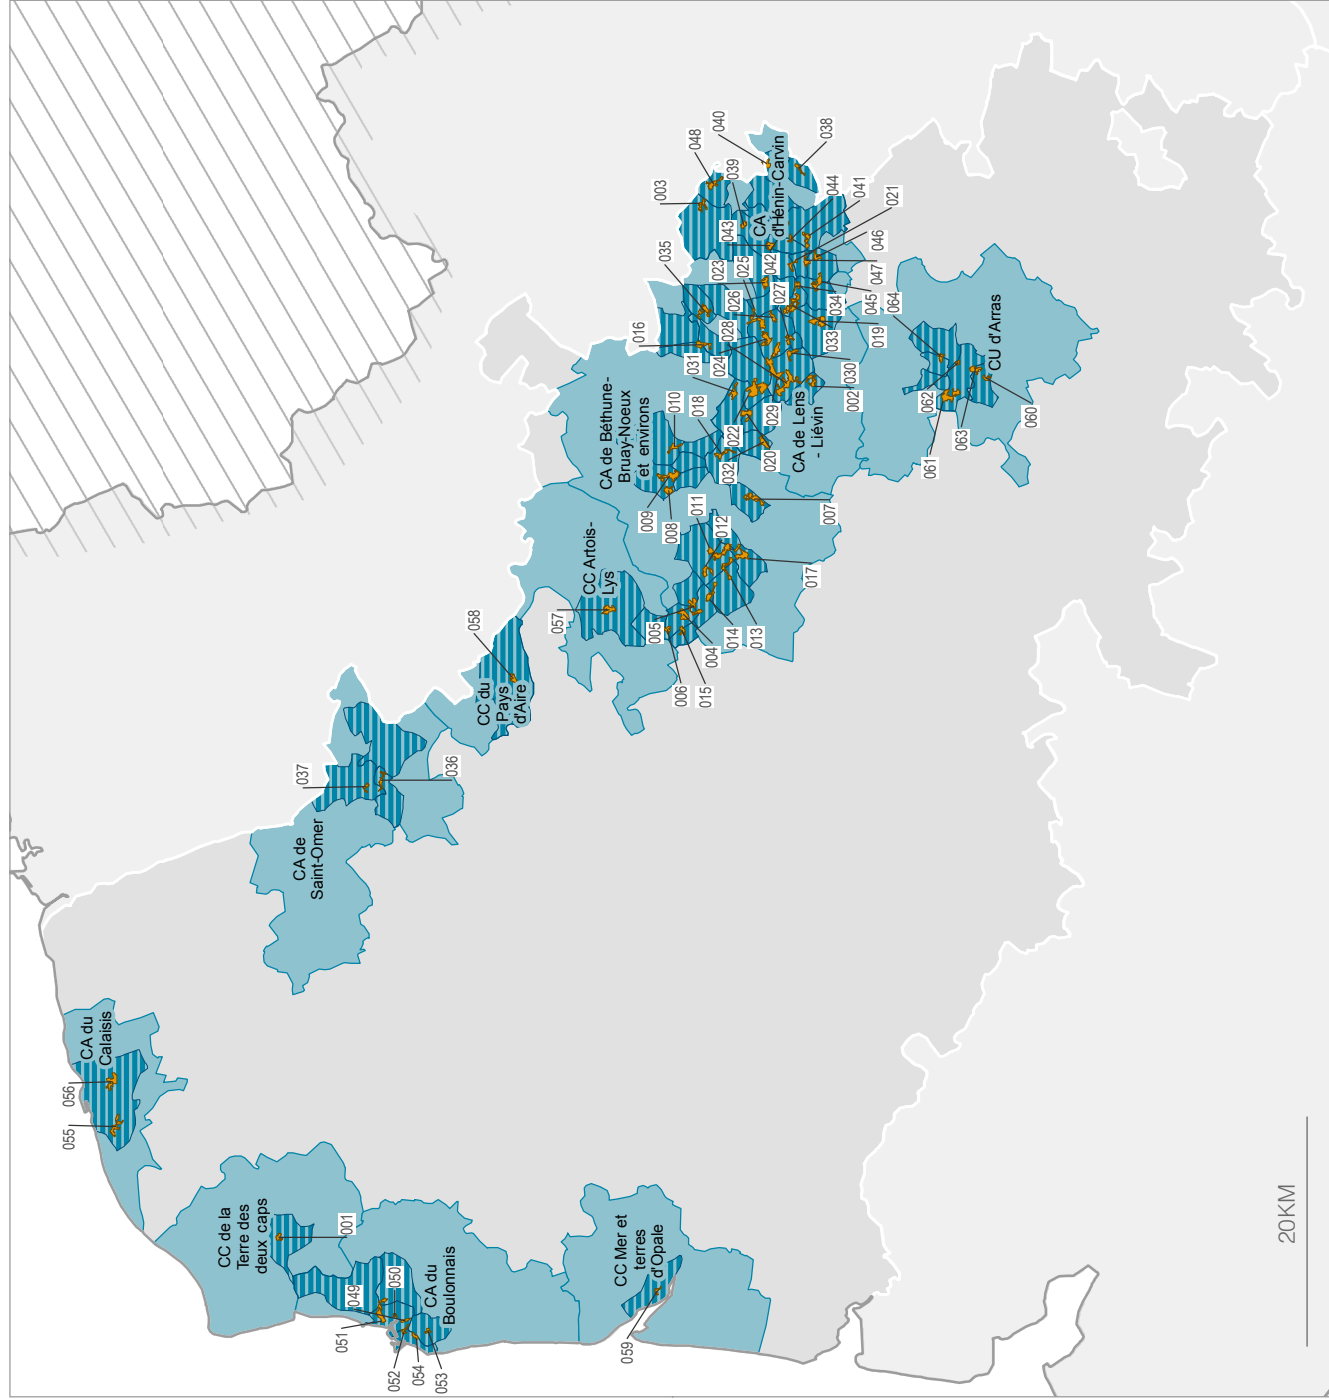 CA du
Calaisis
056
055
CC de la
Terre des
deux caps
001
CA du
Boulonnais
049
050
051
052
054
053
CC Mer et
terres
d'Opale
059
CA de
Saint-Omer
037
036
CC du
Pays
d'Aire
058
CC Artois-
Lys
057
CA de Béthune-
Bruay-Noeux
et environs
009
008
010
018
032
022
020
007
011
012
017
013
014
004
005
006
015
CA de Lens
- Liévin
016
035
023
025
026
028
031
024
029
002
030
033
019
034
027
042
CA
d'Hénin-Carvin
003
048
039
040
043
038
044
041
021
046
047
045
CU d'Arras
064
062
061
063
060
20KM